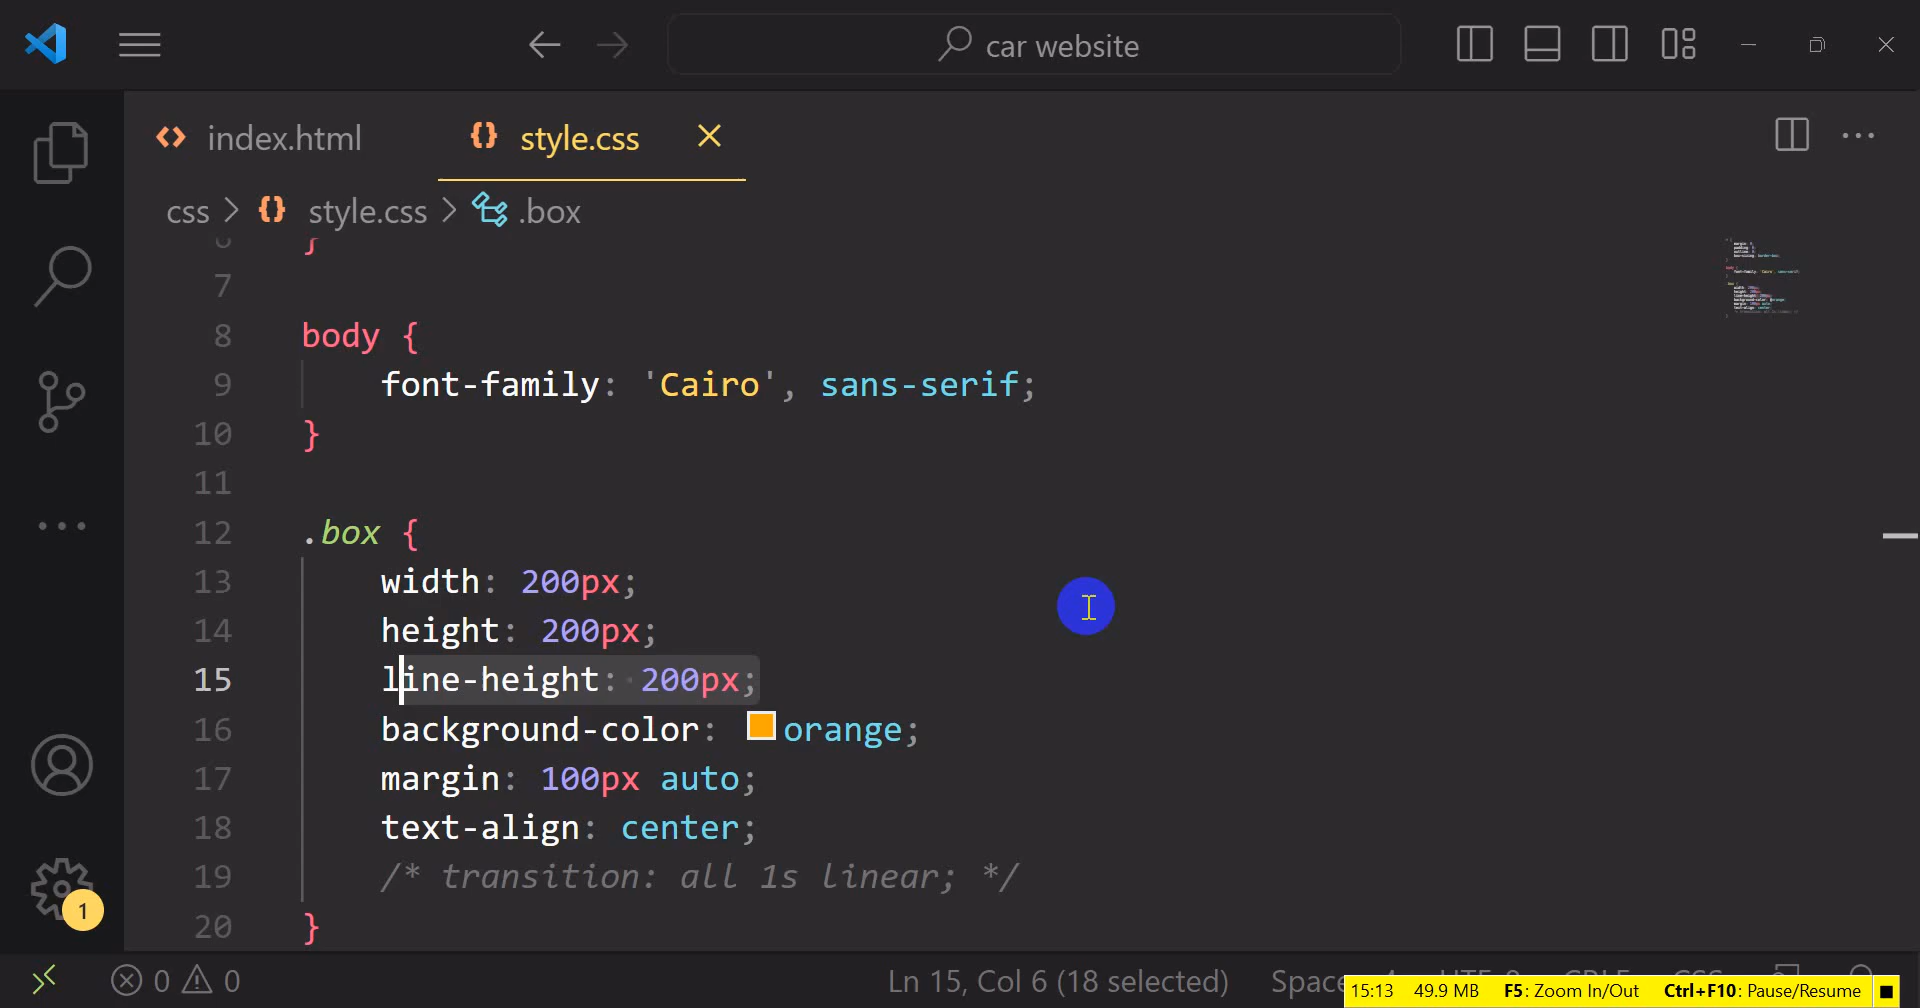 car website
index.html
style.css
css > style.css > .box
6 }
7
8 body {
9 font-family: 'Cairo', sans-serif;
10 }
11
12 .box {
13 width: 200px;
14 height: 200px;
15 line-height: 200px;
16 background-color: orange;
17 margin: 100px auto;
18 text-align: center;
19 /* transition: all 1s linear; */
20 }
1
0 0 Ln 15, Col 6 (18 selected)
15:13 49.9 MB F5: Zoom In/Out Ctrl+F10: Pause/Resume